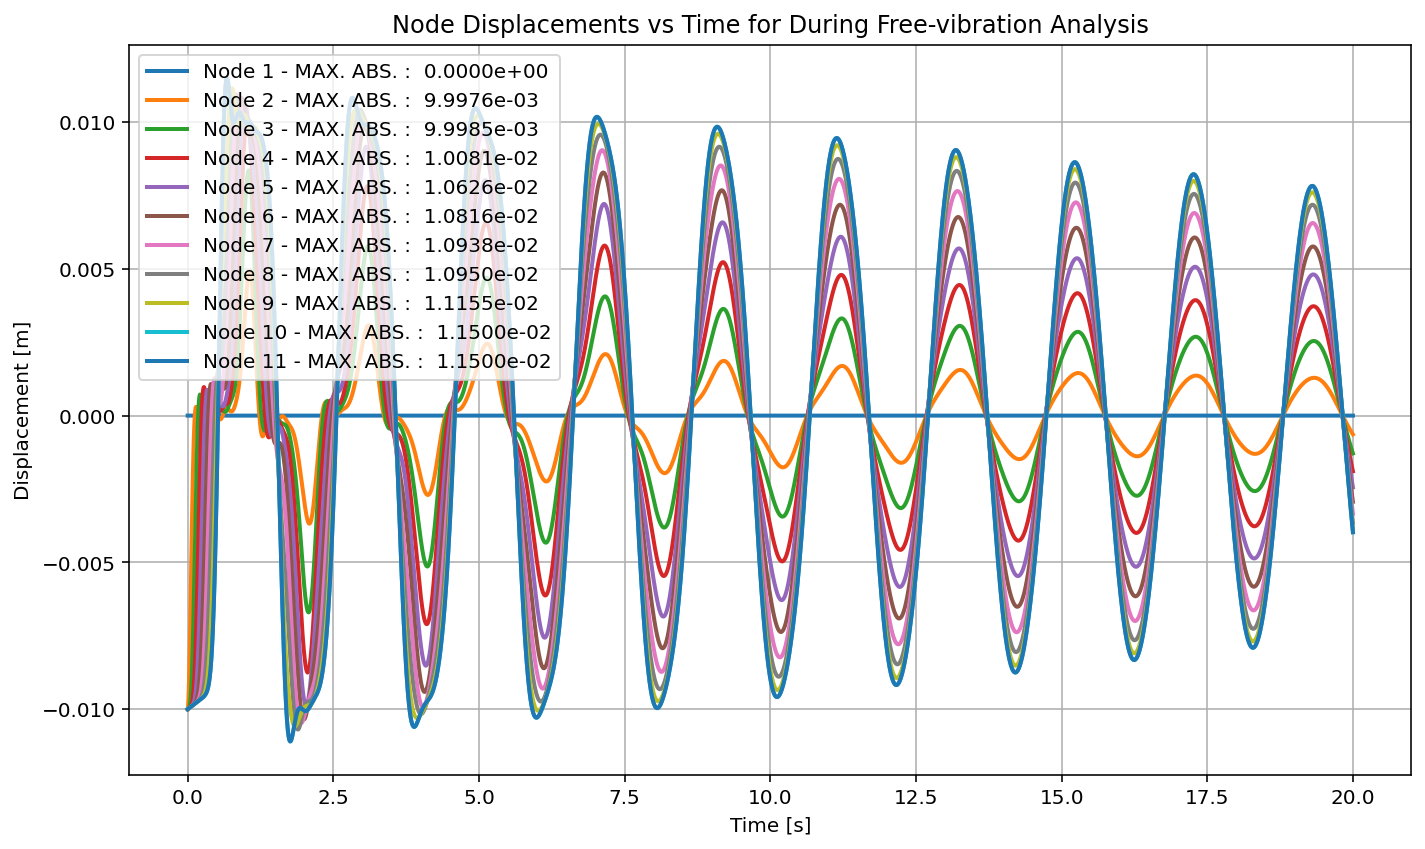 Node Displacements vs Time for During Free-vibration Analysis
Node 1 - MAX. ABS. : 0.0000e+00
Node 2 - MAX. ABS. : 9.9976e-03
Node 3 - MAX. ABS. : 9.9985e-03
Node 4 - MAX. ABS. : 1.0081e-02
Node 5 - MAX. ABS. : 1.0626e-02
Node 6 - MAX. ABS. : 1.0816e-02
Node 7 - MAX. ABS. : 1.0938e-02
Node 8 - MAX. ABS. : 1.0950e-02
Node 9 - MAX. ABS. : 1.1155e-02
Node 10 - MAX. ABS. : 1.1500e-02
Node 11 - MAX. ABS. : 1.1500e-02
0.010
0.005
0.000
−0.005
−0.010
Displacement [m]
0.0 2.5 5.0 7.5 10.0 12.5 15.0 17.5 20.0
Time [s]